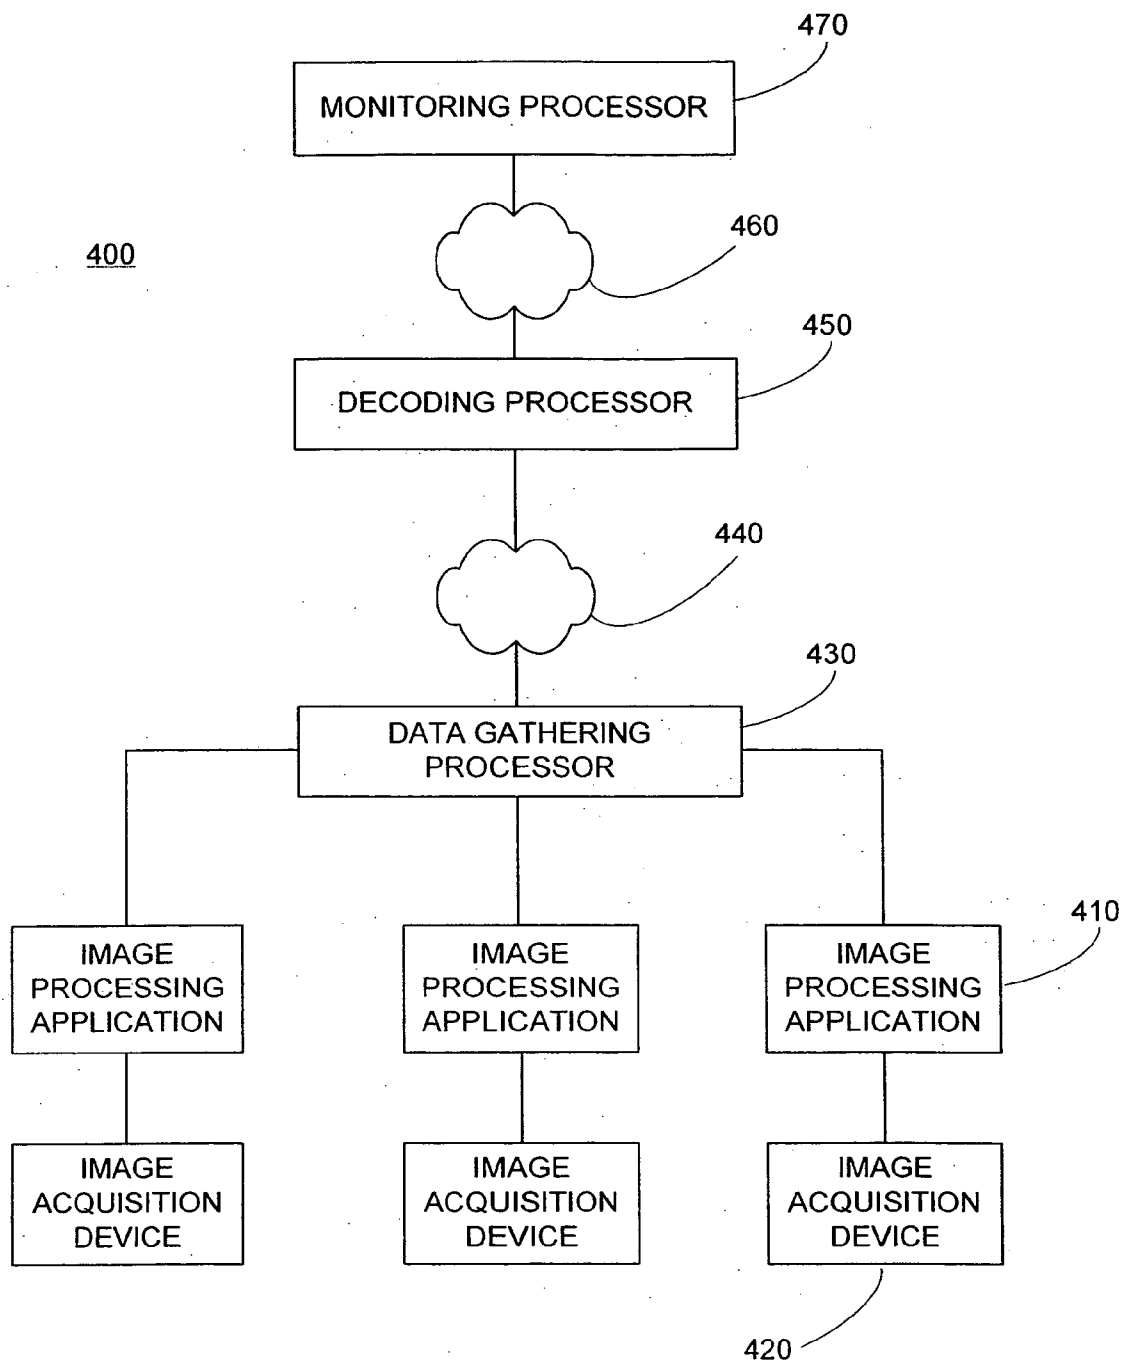 470
MONITORING PROCESSOR
460
400
450
DECODING PROCESSOR
440
430
DATA GATHERING
PROCESSOR
410
IMAGE
PROCESSING
APPLICATION
IMAGE
PROCESSING
APPLICATION
IMAGE
PROCESSING
APPLICATION
IMAGE
ACQUISITION
DEVICE
IMAGE
ACQUISITION
DEVICE
IMAGE
ACQUISITION
DEVICE
420